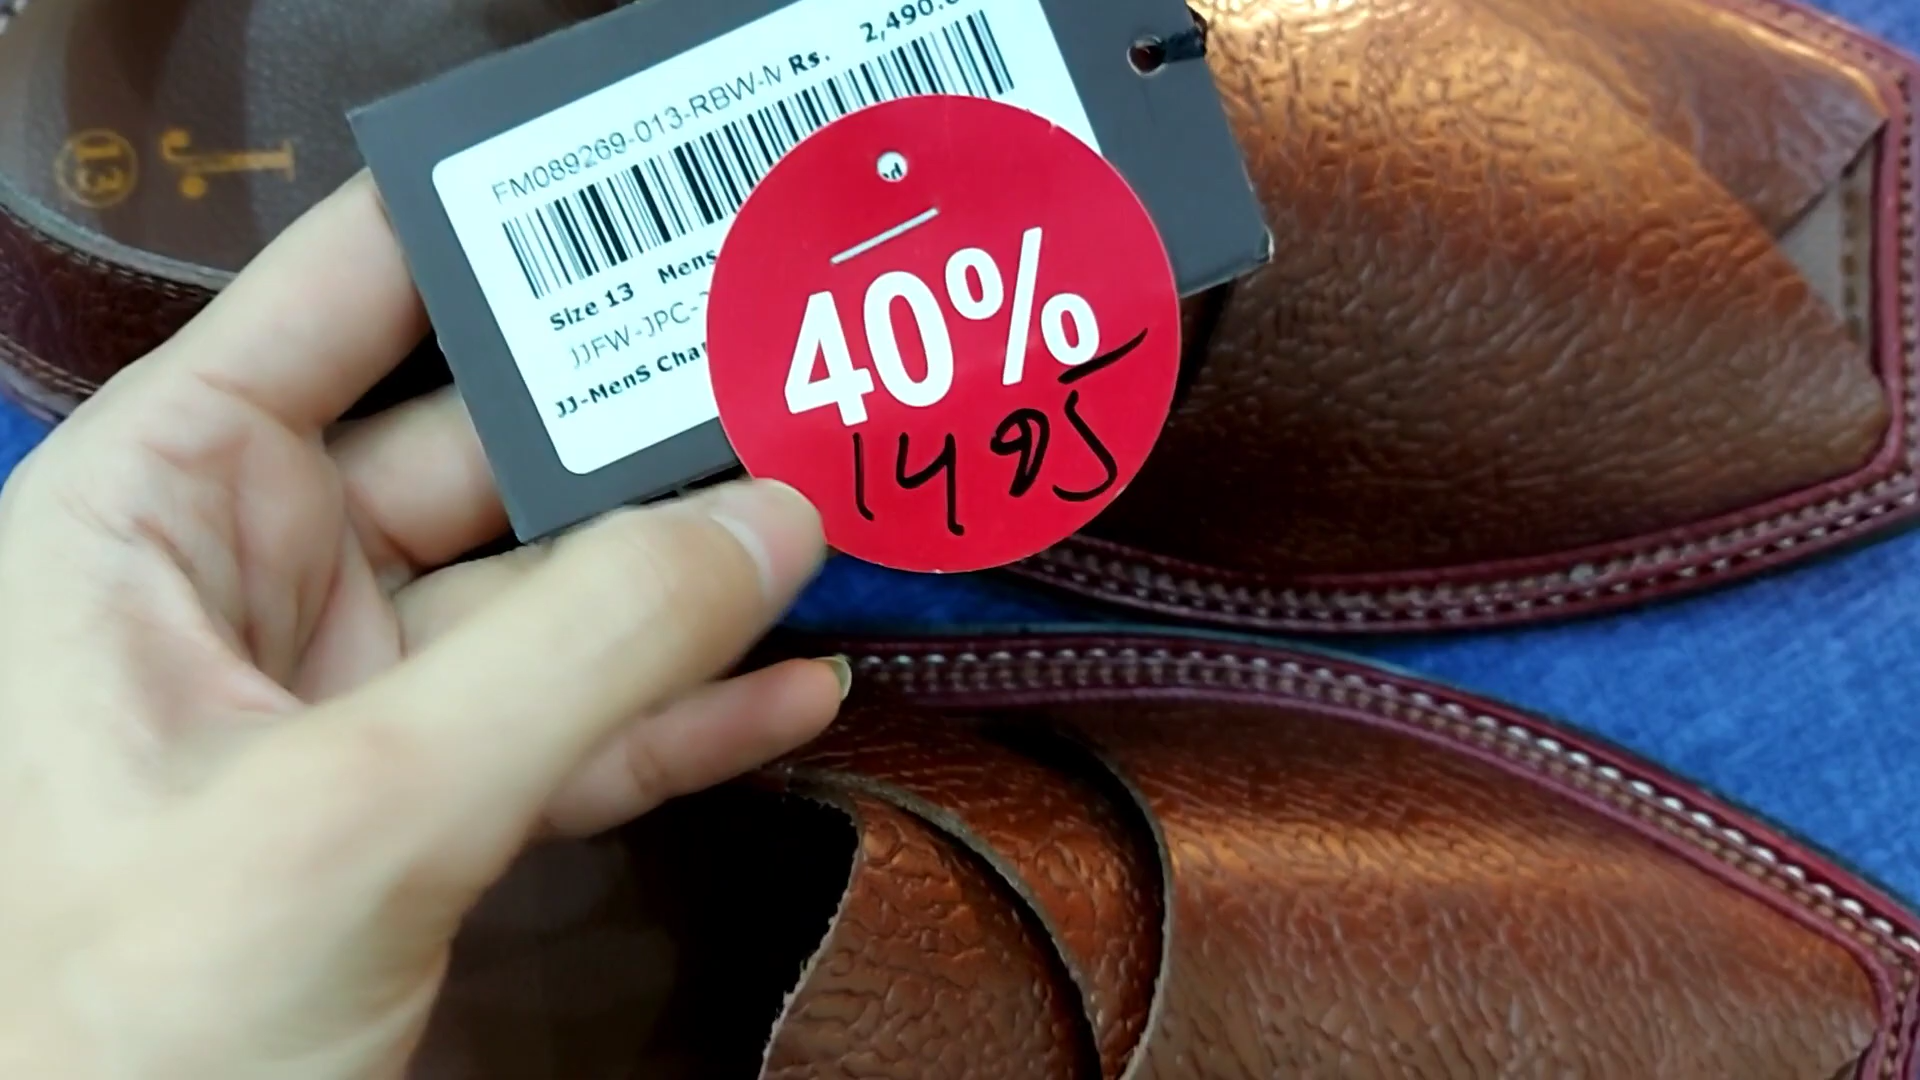 FM089269-013-RBW-M Rs. 2,490.
Size 13 Mens
JJFW-JPC-
JJ-MenS Cha
40%
1495
J.
13